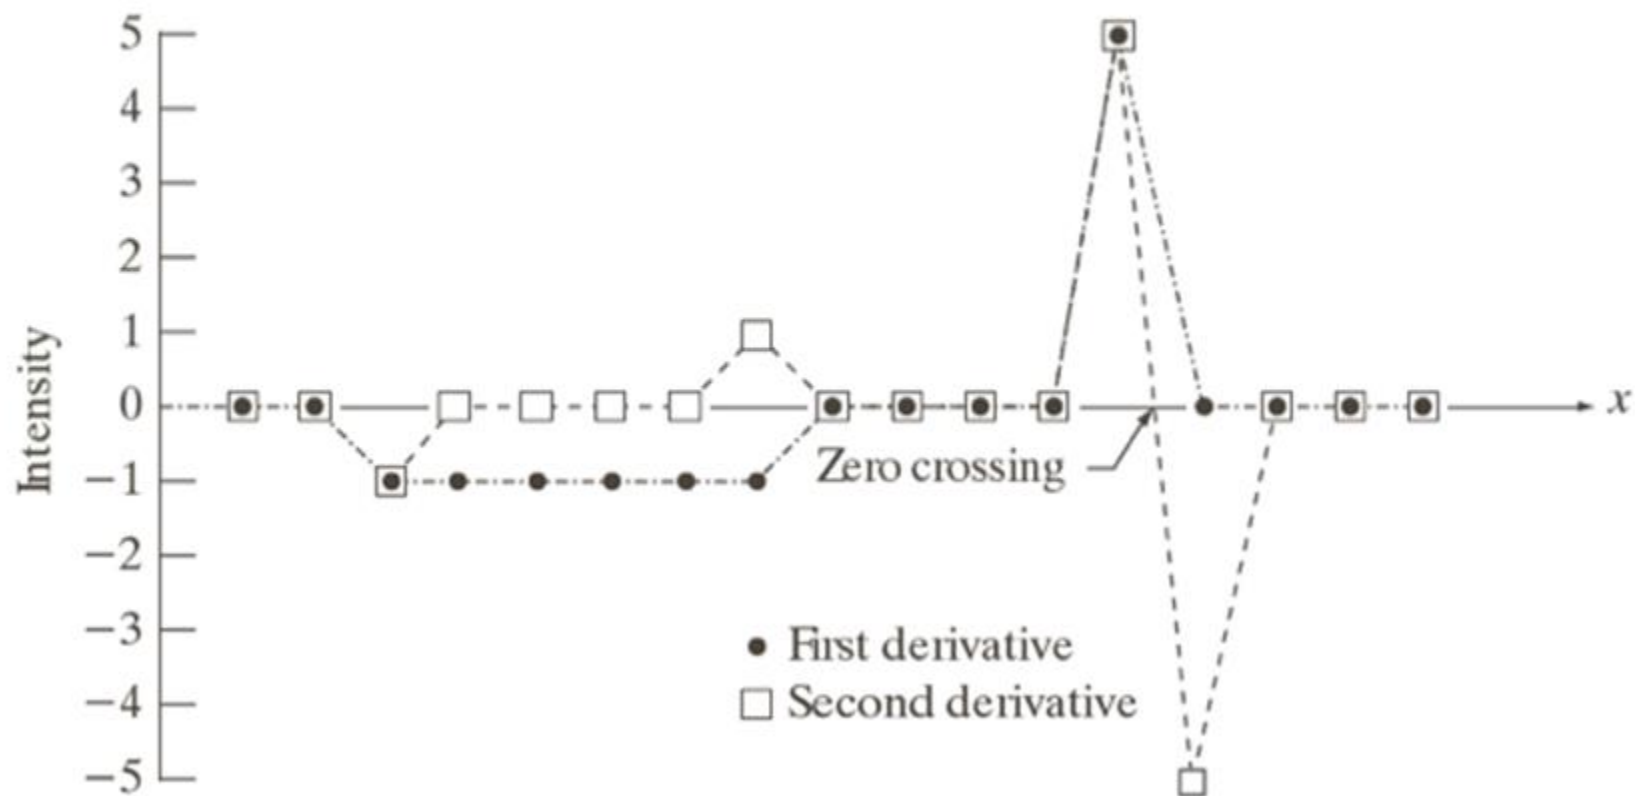 5
4
3
2
1
0
−1
−2
−3
−4
−5
Intensity
x
Zero crossing
First derivative
Second derivative